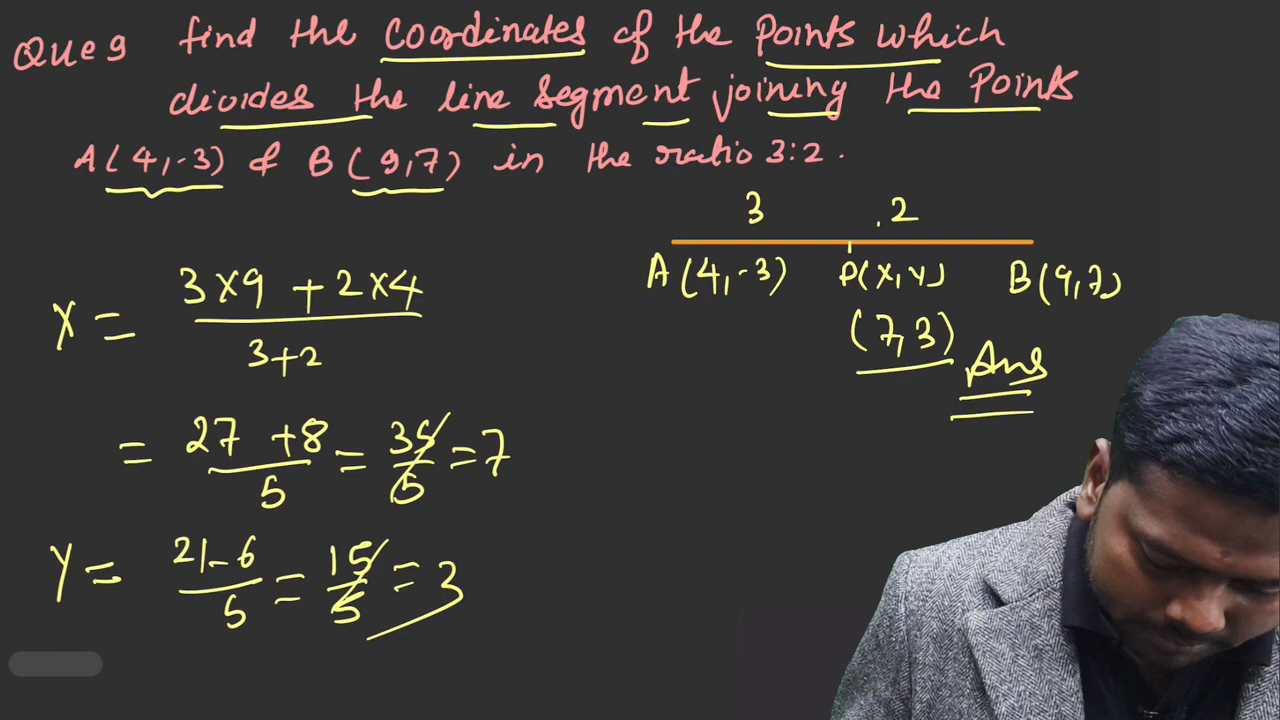 Que 9 find the coordinates of the Points which
divides the line segment joining the Points
A(4,-3) & B(9,7) in the ratio 3:2.
3 .2
A(4,-3) P(x,y) B(9,7)
(7,3) Ans
X = 3×9 + 2×4 / 3+2
= 27 +8 / 5 = 35/5 = 7
Y = 21-6 / 5 = 15/5 = 3